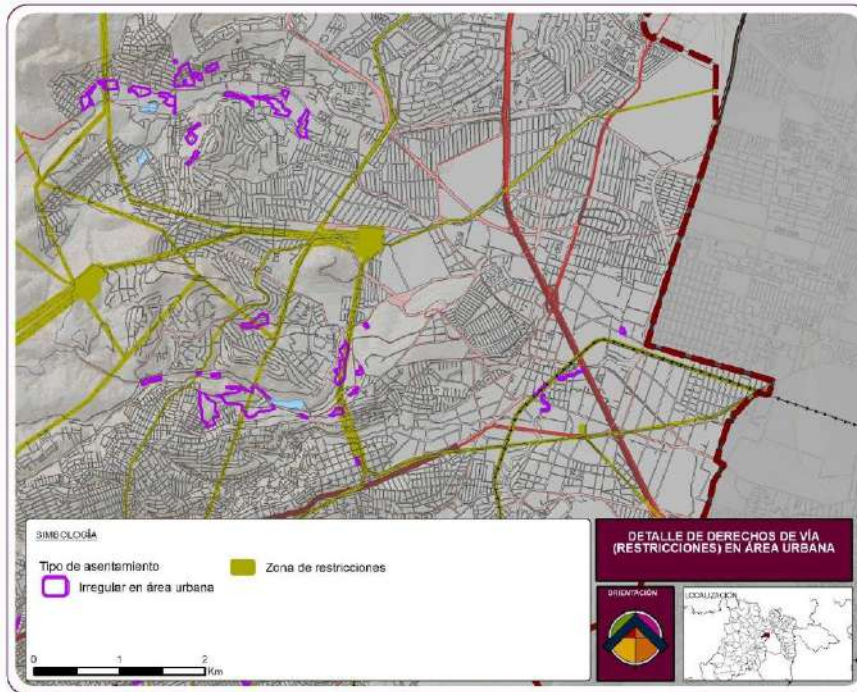 SIMBOLOGÍA
Tipo de asentamiento
Irregular en área urbana
Zona de restricciones
0 1 2
Km
DETALLE DE DERECHOS DE VÍA
(RESTRICCIONES) EN ÁREA URBANA
ORIENTACIÓN
LOCALIZACIÓN